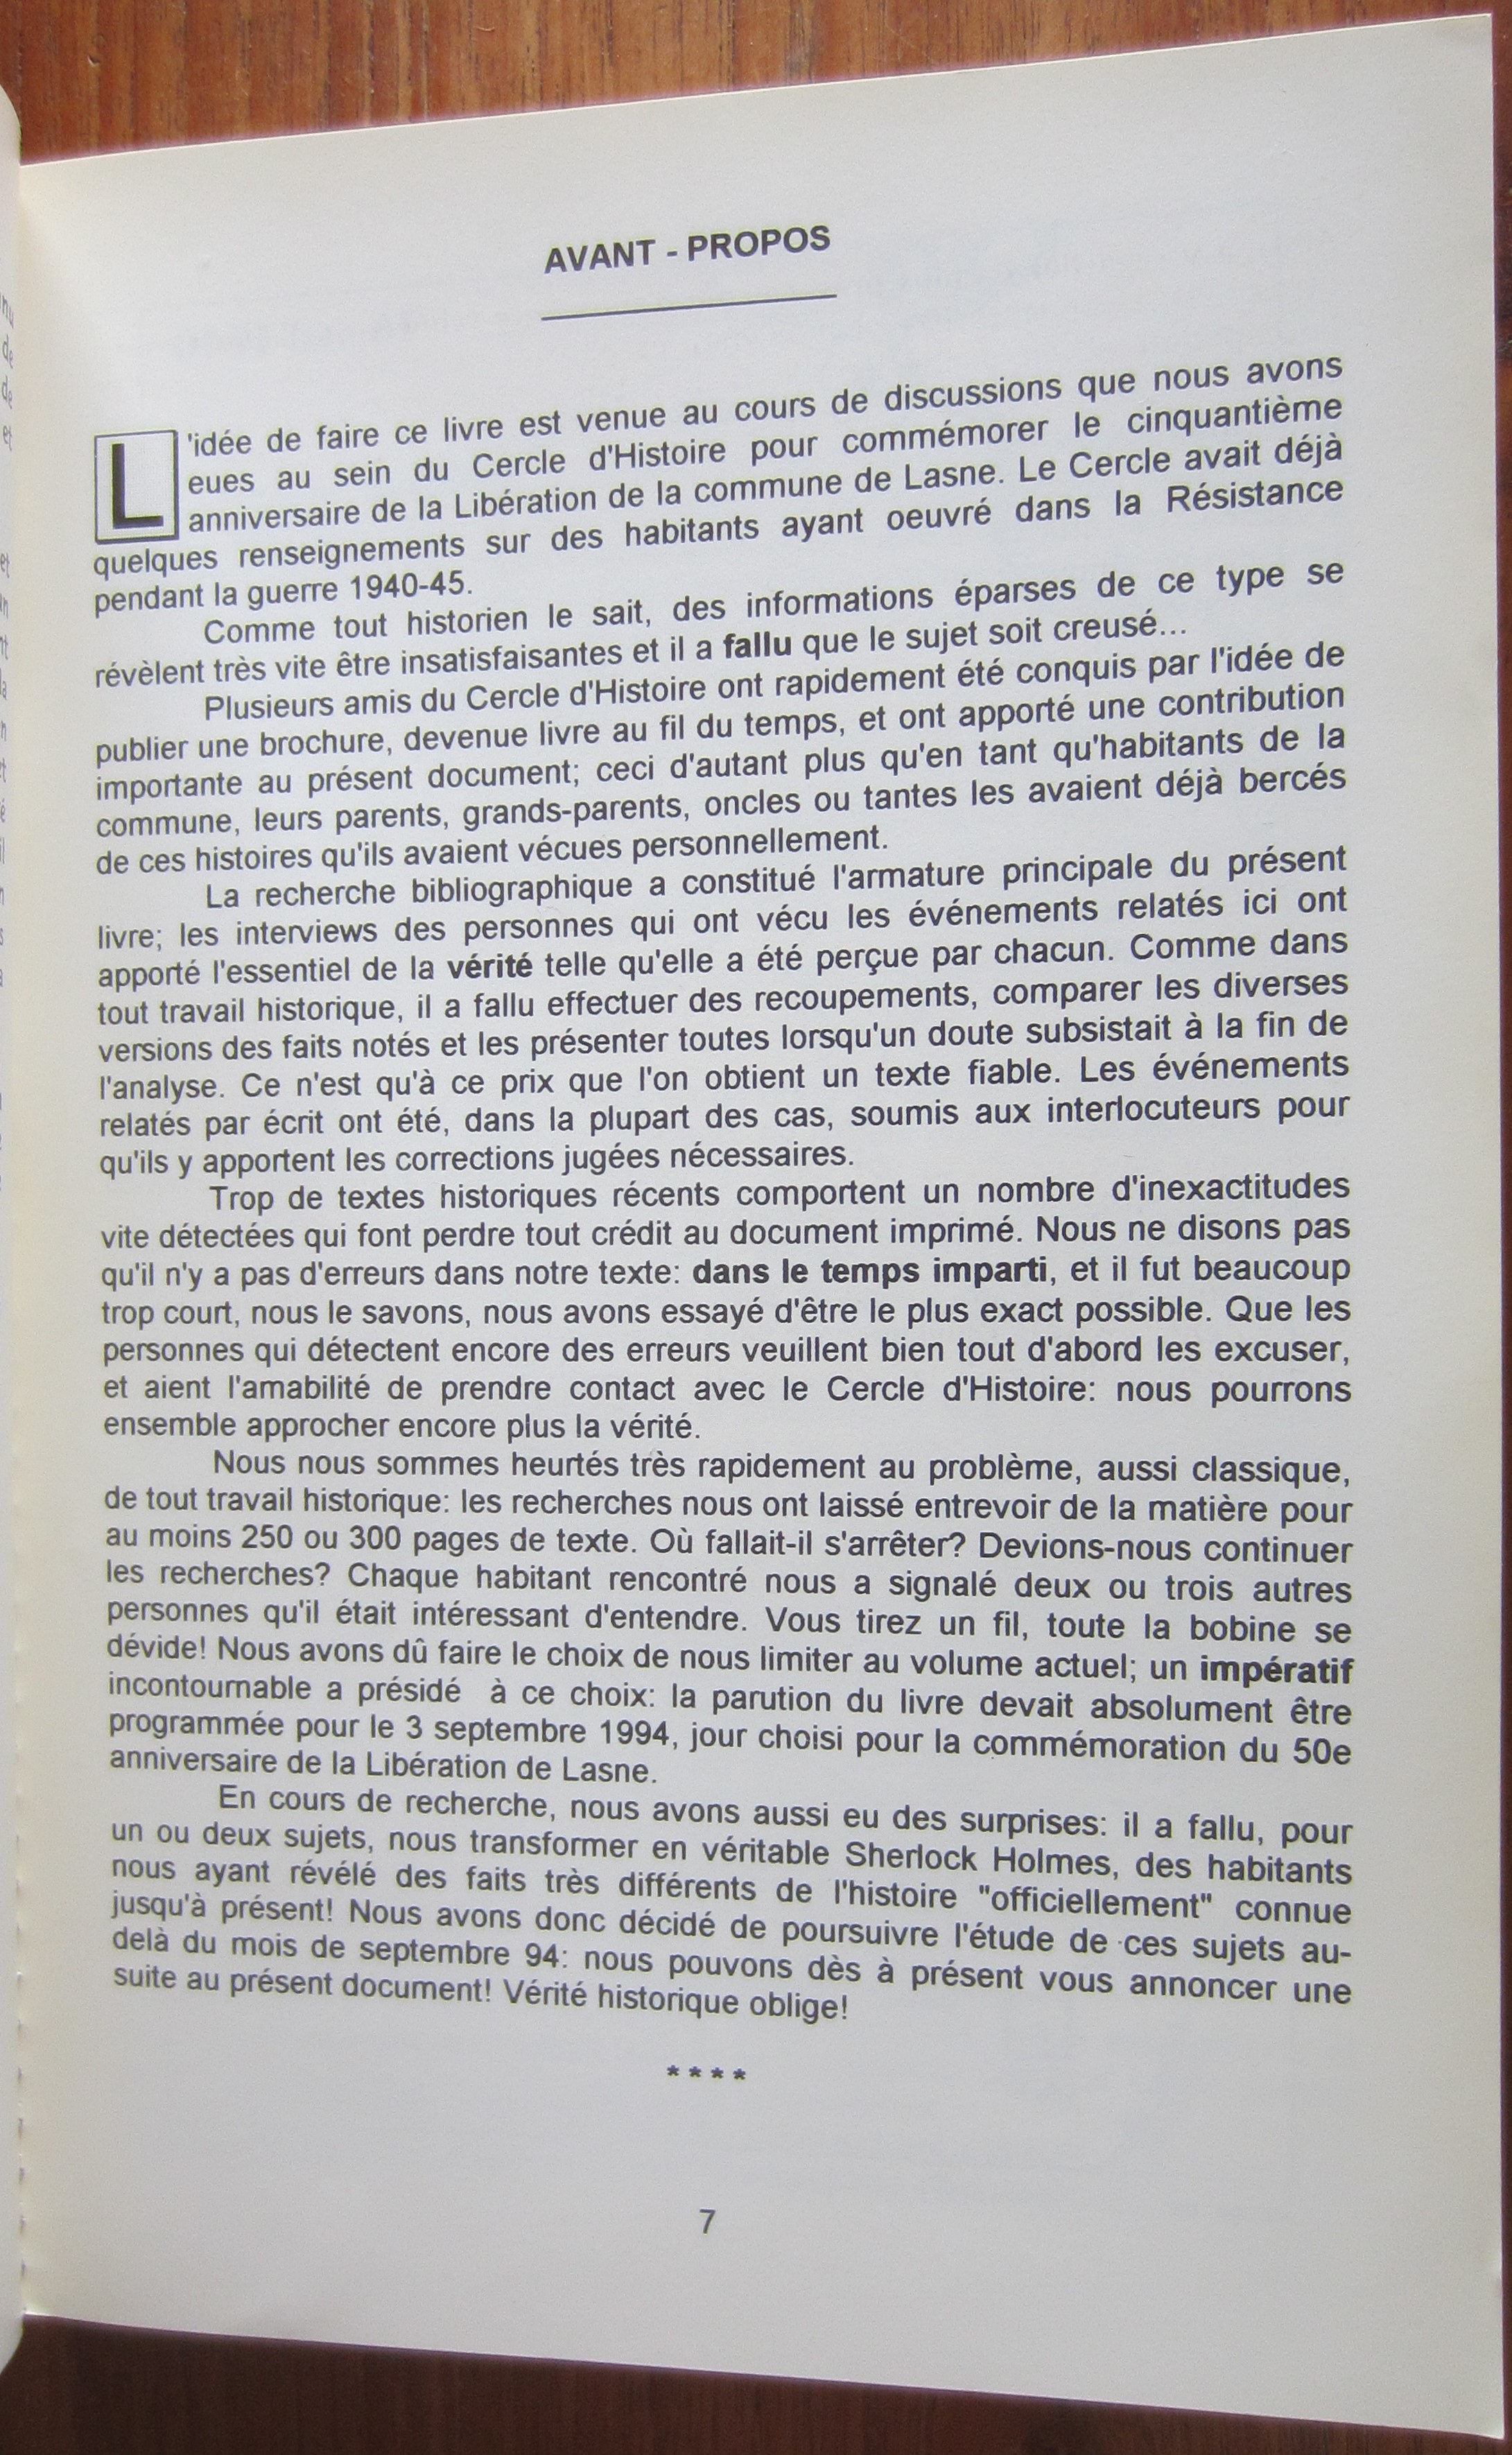 AVANT - PROPOS
L'idée de faire ce livre est venue au cours de discussions que nous avons
eues au sein du Cercle d'Histoire pour commémorer le cinquantième
anniversaire de la Libération de la commune de Lasne. Le Cercle avait déjà
quelques renseignements sur des habitants ayant oeuvré dans la Résistance
pendant la guerre 1940-45.
Comme tout historien le sait, des informations éparses de ce type se
révèlent très vite être insatisfaisantes et il a fallu que le sujet soit creusé...
Plusieurs amis du Cercle d'Histoire ont rapidement été conquis par l'idée de
publier une brochure, devenue livre au fil du temps, et ont apporté une contribution
importante au présent document; ceci d'autant plus qu'en tant qu'habitants de la
commune, leurs parents, grands-parents, oncles ou tantes les avaient déjà bercés
de ces histoires qu'ils avaient vécues personnellement.
La recherche bibliographique a constitué l'armature principale du présent
livre; les interviews des personnes qui ont vécu les événements relatés ici ont
apporté l'essentiel de la vérité telle qu'elle a été perçue par chacun. Comme dans
tout travail historique, il a fallu effectuer des recoupements, comparer les diverses
versions des faits notés et les présenter toutes lorsqu'un doute subsistait à la fin de
l'analyse. Ce n'est qu'à ce prix que l'on obtient un texte fiable. Les événements
relatés par écrit ont été, dans la plupart des cas, soumis aux interlocuteurs pour
qu'ils y apportent les corrections jugées nécessaires.
Trop de textes historiques récents comportent un nombre d'inexactitudes
vite détectées qui font perdre tout crédit au document imprimé. Nous ne disons pas
qu'il n'y a pas d'erreurs dans notre texte: dans le temps imparti, et il fut beaucoup
trop court, nous le savons, nous avons essayé d'être le plus exact possible. Que les
personnes qui détectent encore des erreurs veuillent bien tout d'abord les excuser,
et aient l'amabilité de prendre contact avec le Cercle d'Histoire: nous pourrons
ensemble approcher encore plus la vérité.
Nous nous sommes heurtés très rapidement au problème, aussi classique,
de tout travail historique: les recherches nous ont laissé entrevoir de la matière pour
au moins 250 ou 300 pages de texte. Où fallait-il s'arrêter? Devions-nous continuer
les recherches? Chaque habitant rencontré nous a signalé deux ou trois autres
personnes qu'il était intéressant d'entendre. Vous tirez un fil, toute la bobine se
dévide! Nous avons dû faire le choix de nous limiter au volume actuel; un impératif
incontournable a présidé à ce choix: la parution du livre devait absolument être
programmée pour le 3 septembre 1994, jour choisi pour la commémoration du 50e
anniversaire de la Libération de Lasne.
En cours de recherche, nous avons aussi eu des surprises: il a fallu, pour
un ou deux sujets, nous transformer en véritable Sherlock Holmes, des habitants
nous ayant révélé des faits très différents de l'histoire "officiellement" connue
jusqu'à présent! Nous avons donc décidé de poursuivre l'étude de ces sujets au-
delà du mois de septembre 94: nous pouvons dès à présent vous annoncer une
suite au présent document! Vérité historique oblige!
****
7